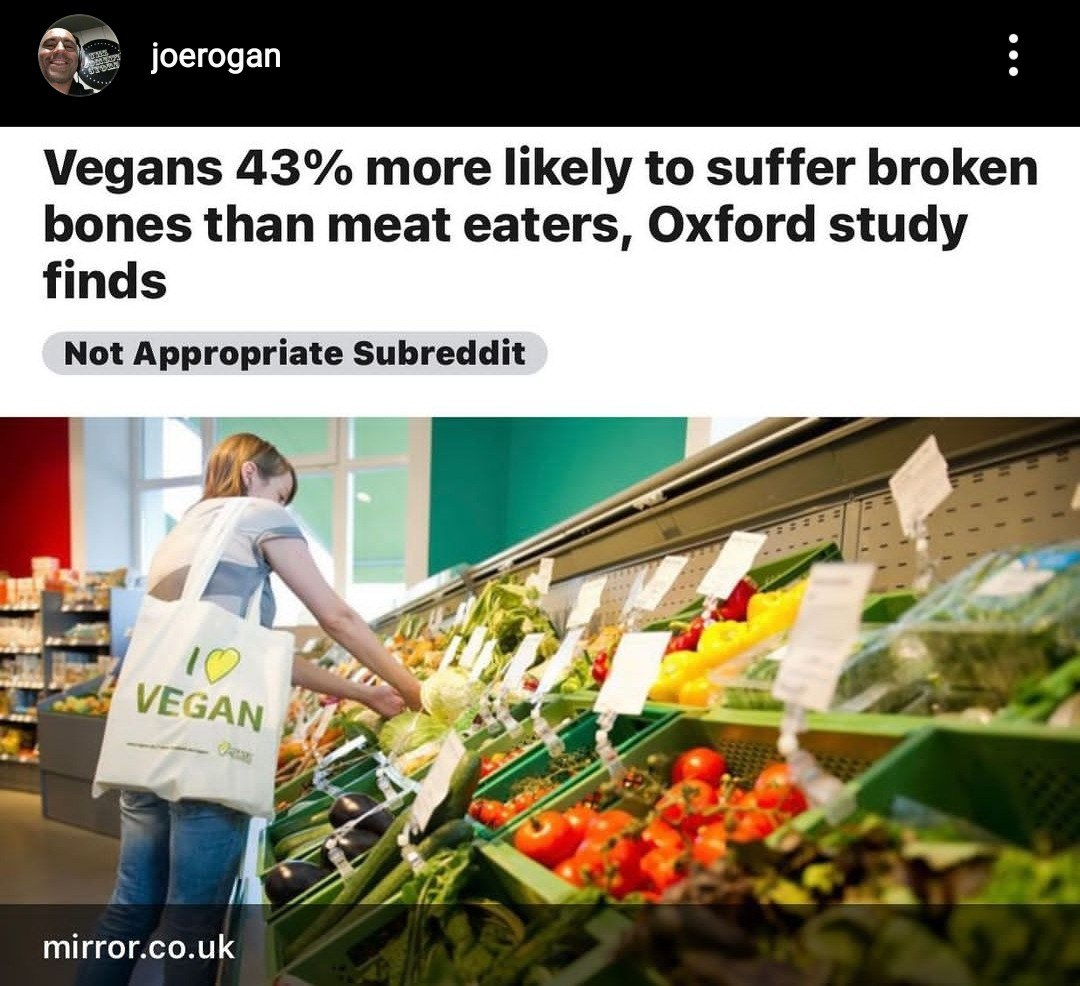 joerogan
Vegans 43% more likely to suffer broken
bones than meat eaters, Oxford study
finds
Not Appropriate Subreddit
I
VEGAN
mirror.co.uk